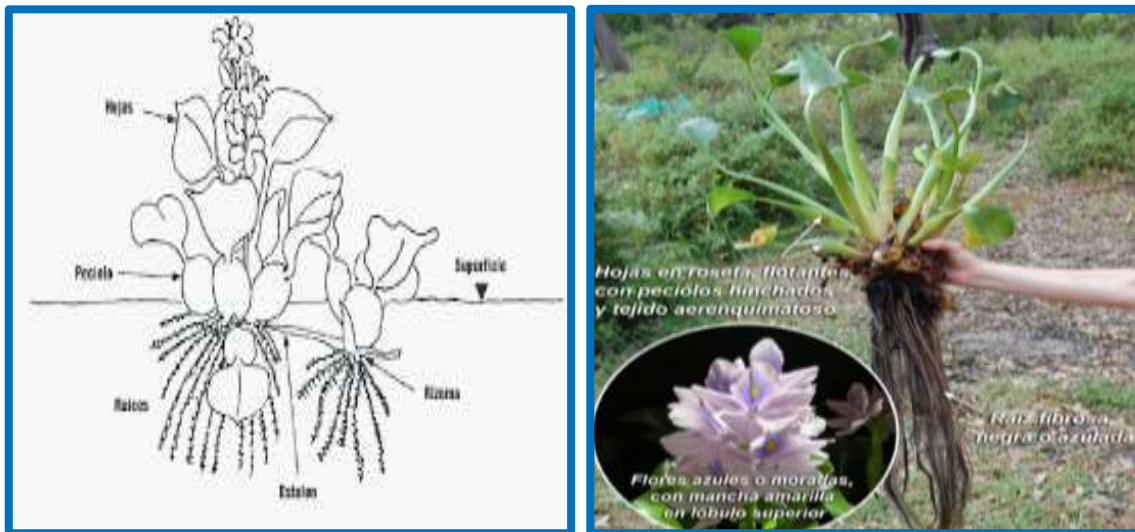 Hojas
Pecíolo
Superficie
Raíces
Rizoma
Estolon
Hojas en roseta, flotantes,
con pecíolos hinchados
y tejido aerenquimatoso
Raíz fibrosa,
negra o azulada
Flores azules o moradas,
con mancha amarilla
en lóbulo superior